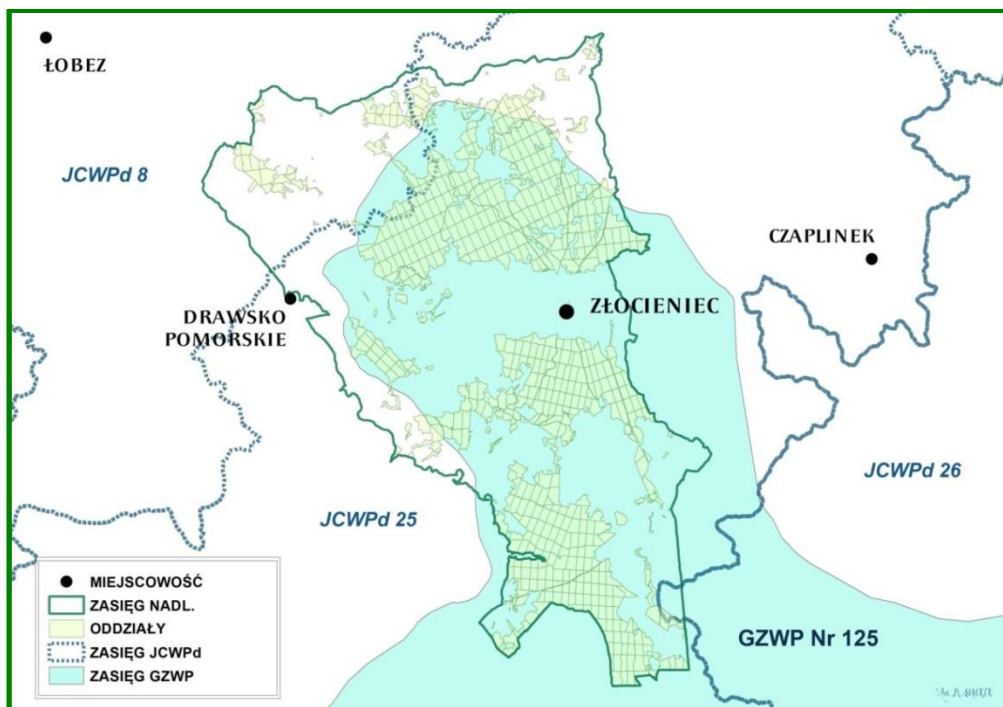 ŁOBEZ
JCWPd 8
CZAPLINEK
ZŁOCIENIEC
DRAWSKO
POMORSKIE
JCWPd 26
JCWPd 25
GZWP Nr 125
MIEJSCOWOŚĆ
ZASIĘG NADL.
ODDZIAŁY
ZASIĘG JCWPd
ZASIĘG GZWP